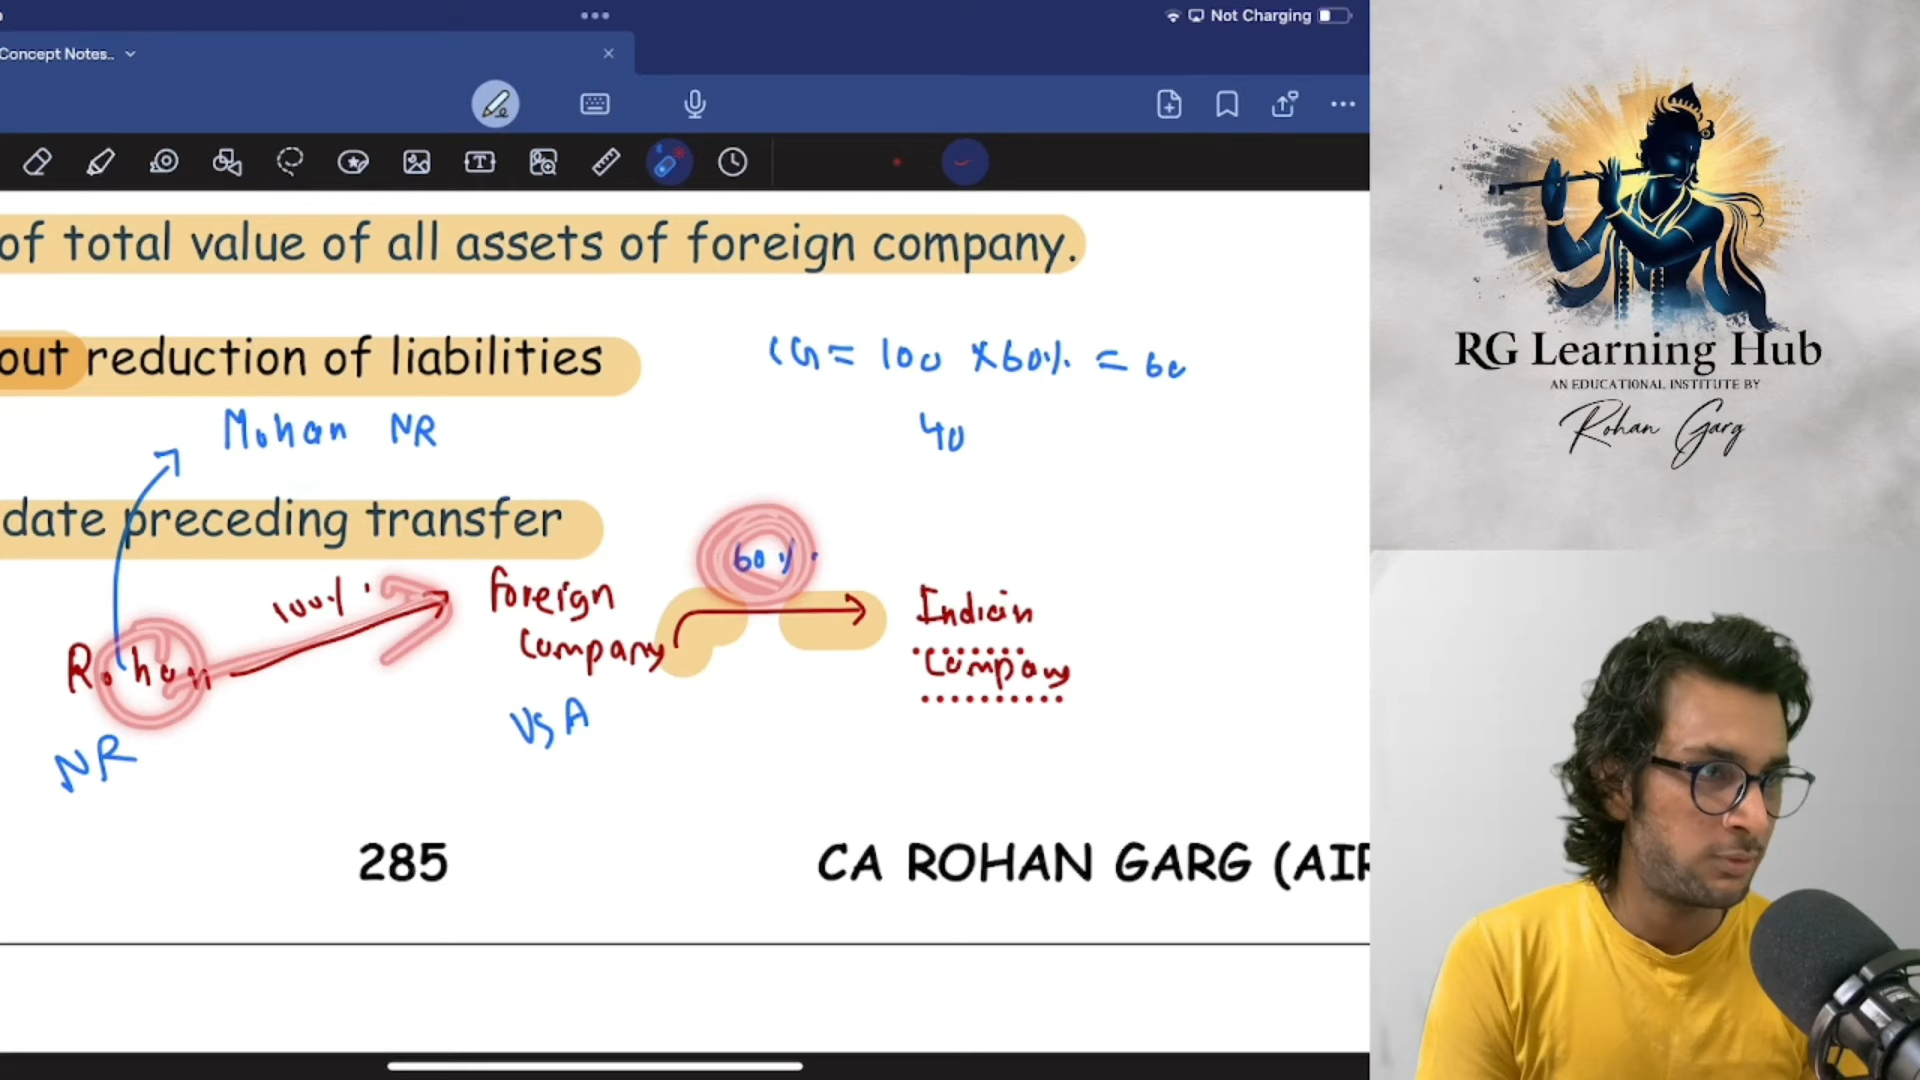 Not Charging
Concept Notes..
of total value of all assets of foreign company.
out reduction of liabilities
CG = 100 x 60% = 60
40
Mohan NR
date preceding transfer
60%
100%
Foreign Company
Indian Company
Rohan
USA
NR
285
CA ROHAN GARG (AIR
RG Learning Hub
AN EDUCATIONAL INSTITUTE BY
Rohan Garg